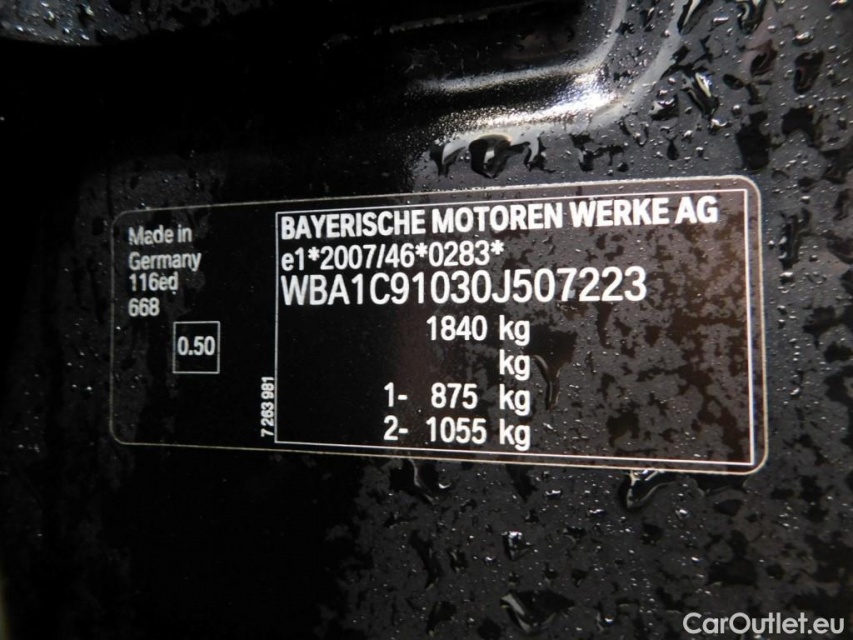 Made in
Germany
116ed
668
0.50
7 263 981
BAYERISCHE MOTOREN WERKE AG
e1*2007/46*0283*
WBA1C91030J507223
1840 kg
kg
1- 875 kg
2- 1055 kg
CarOutlet.eu